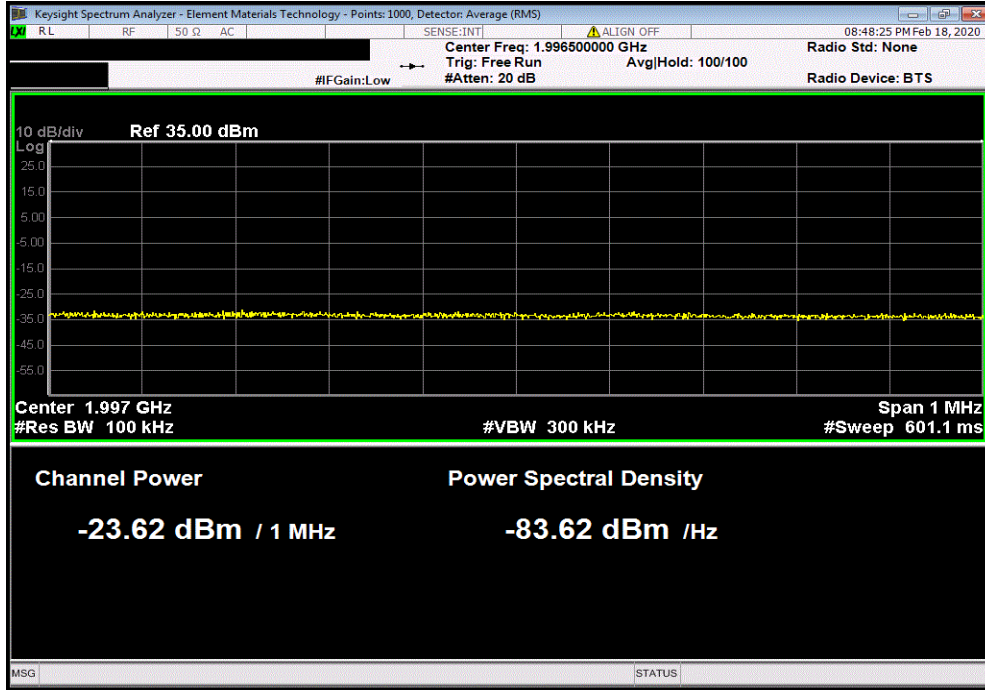 Keysight Spectrum Analyzer - Element Materials Technology - Points: 1000, Detector: Average (RMS)
LXI RL RF 50 Ω AC SENSE:INT ALIGN OFF 08:48:25 PM Feb 18, 2020
Center Freq: 1.996500000 GHz Radio Std: None
Trig: Free Run Avg|Hold: 100/100
#IFGain:Low #Atten: 20 dB Radio Device: BTS
10 dB/div Ref 35.00 dBm
Log
25.0
15.0
5.00
-5.00
-15.0
-25.0
-35.0
-45.0
-55.0
Center 1.997 GHz Span 1 MHz
#Res BW 100 kHz #VBW 300 kHz #Sweep 601.1 ms
Channel Power Power Spectral Density
-23.62 dBm / 1 MHz -83.62 dBm /Hz
MSG STATUS